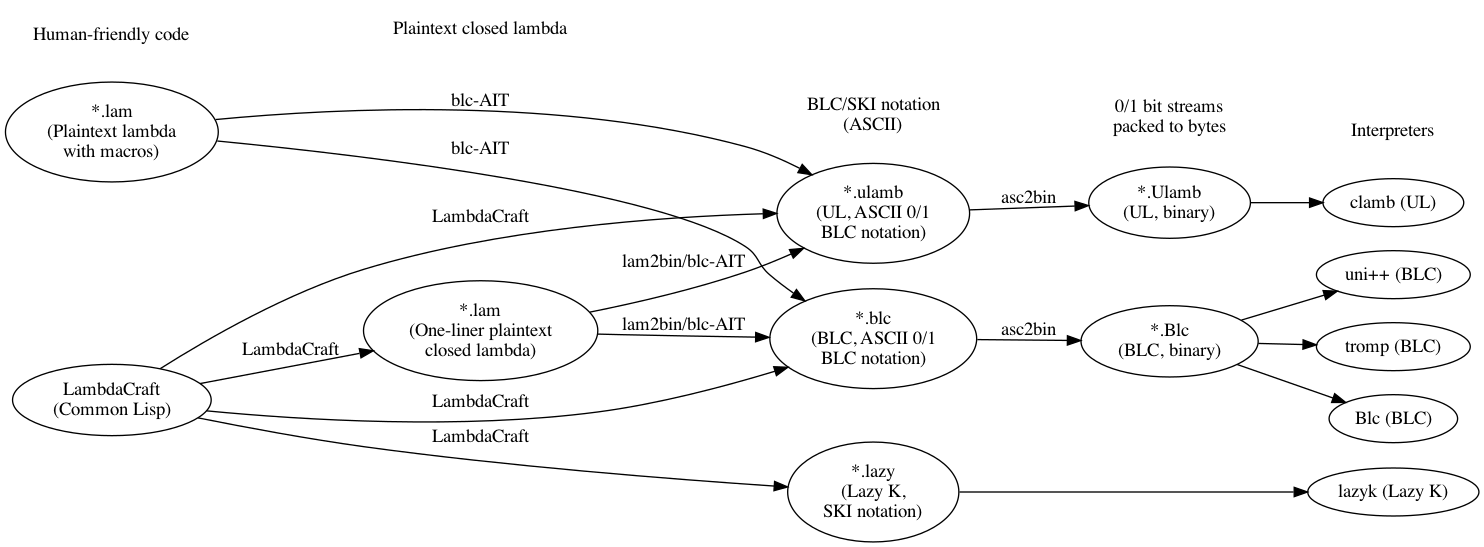 Human-friendly code
Plaintext closed lambda
BLC/SKI notation
(ASCII)
0/1 bit streams
packed to bytes
Interpreters
*.lam
(Plaintext lambda
with macros)
blc-AIT
blc-AIT
LambdaCraft
lam2bin/blc-AIT
*.lam
(One-liner plaintext
closed lambda)
lam2bin/blc-AIT
LambdaCraft
LambdaCraft
(Common Lisp)
LambdaCraft
LambdaCraft
*.ulamb
(UL, ASCII 0/1
BLC notation)
asc2bin
*.Ulamb
(UL, binary)
clamb (UL)
*.blc
(BLC, ASCII 0/1
BLC notation)
asc2bin
*.Blc
(BLC, binary)
uni++ (BLC)
tromp (BLC)
Blc (BLC)
*.lazy
(Lazy K,
SKI notation)
lazyk (Lazy K)